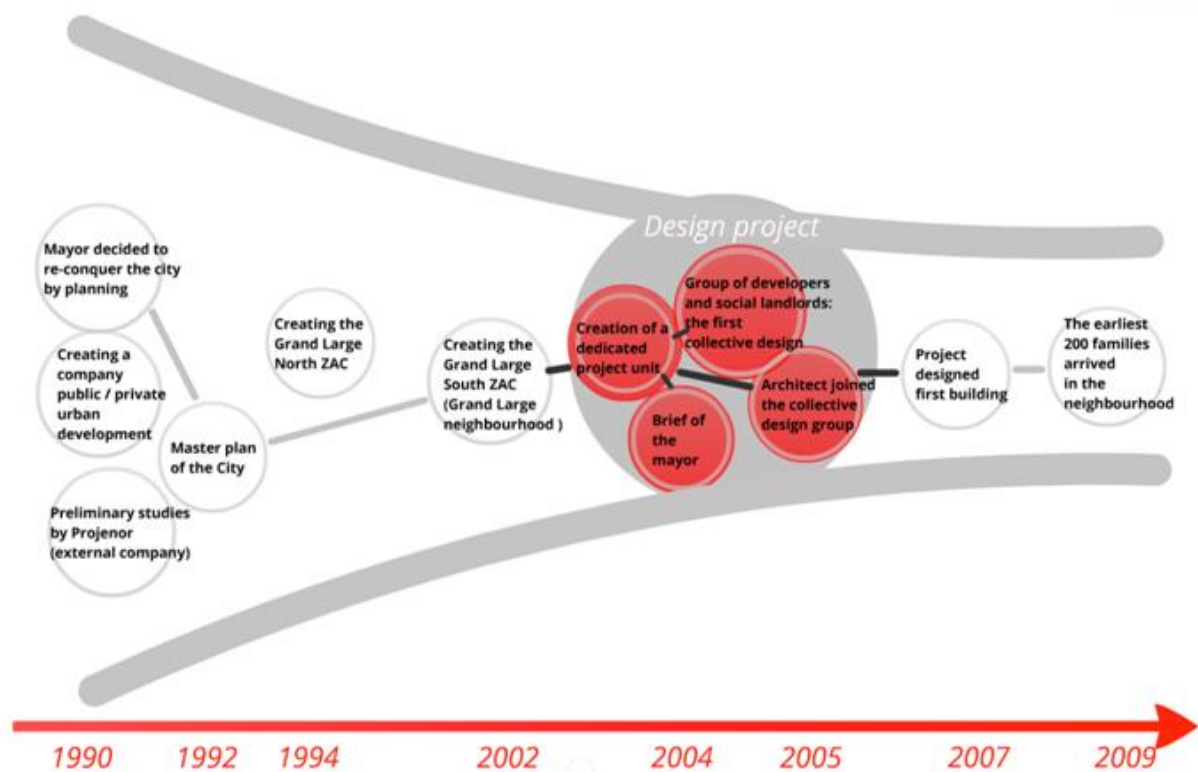 Design project
Mayor decided to
re-conquer the city
by planning
Creating a
company
public / private
urban
development
Preliminary studies
by Projenor
(external company)
Master plan
of the City
Creating the
Grand Large
North ZAC
Creating the
Grand Large
South ZAC
(Grand Large
neighbourhood )
Creation of a
dedicated
project unit
Group of developers
and social landlords:
the first
collective design
Brief of
the
mayor
Architect joined
the collective
design group
Project
designed
first building
The earliest
200 families
arrived
in the
neighbourhood
1990 1992 1994 2002 2004 2005 2007 2009